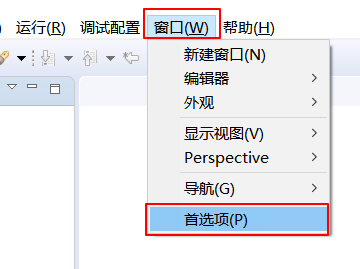 ) 运行(R) 调试配置 窗口(W) 帮助(H)
新建窗口(N)
编辑器
外观
显示视图(V)
Perspective
导航(G)
首选项(P)